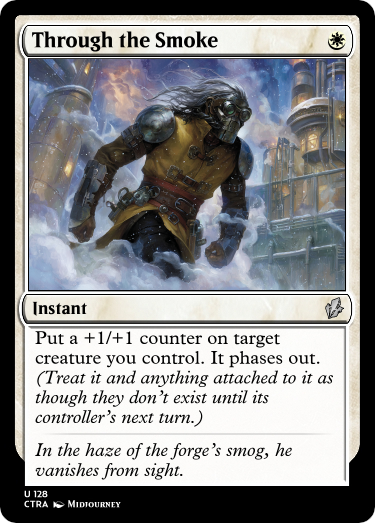 Through the Smoke
Instant
Put a +1/+1 counter on target
creature you control. It phases out.
(Treat it and anything attached to it as
though they don't exist until its
controller's next turn.)
In the haze of the forge's smog, he
vanishes from sight.
U 128
CTRA Midjourney